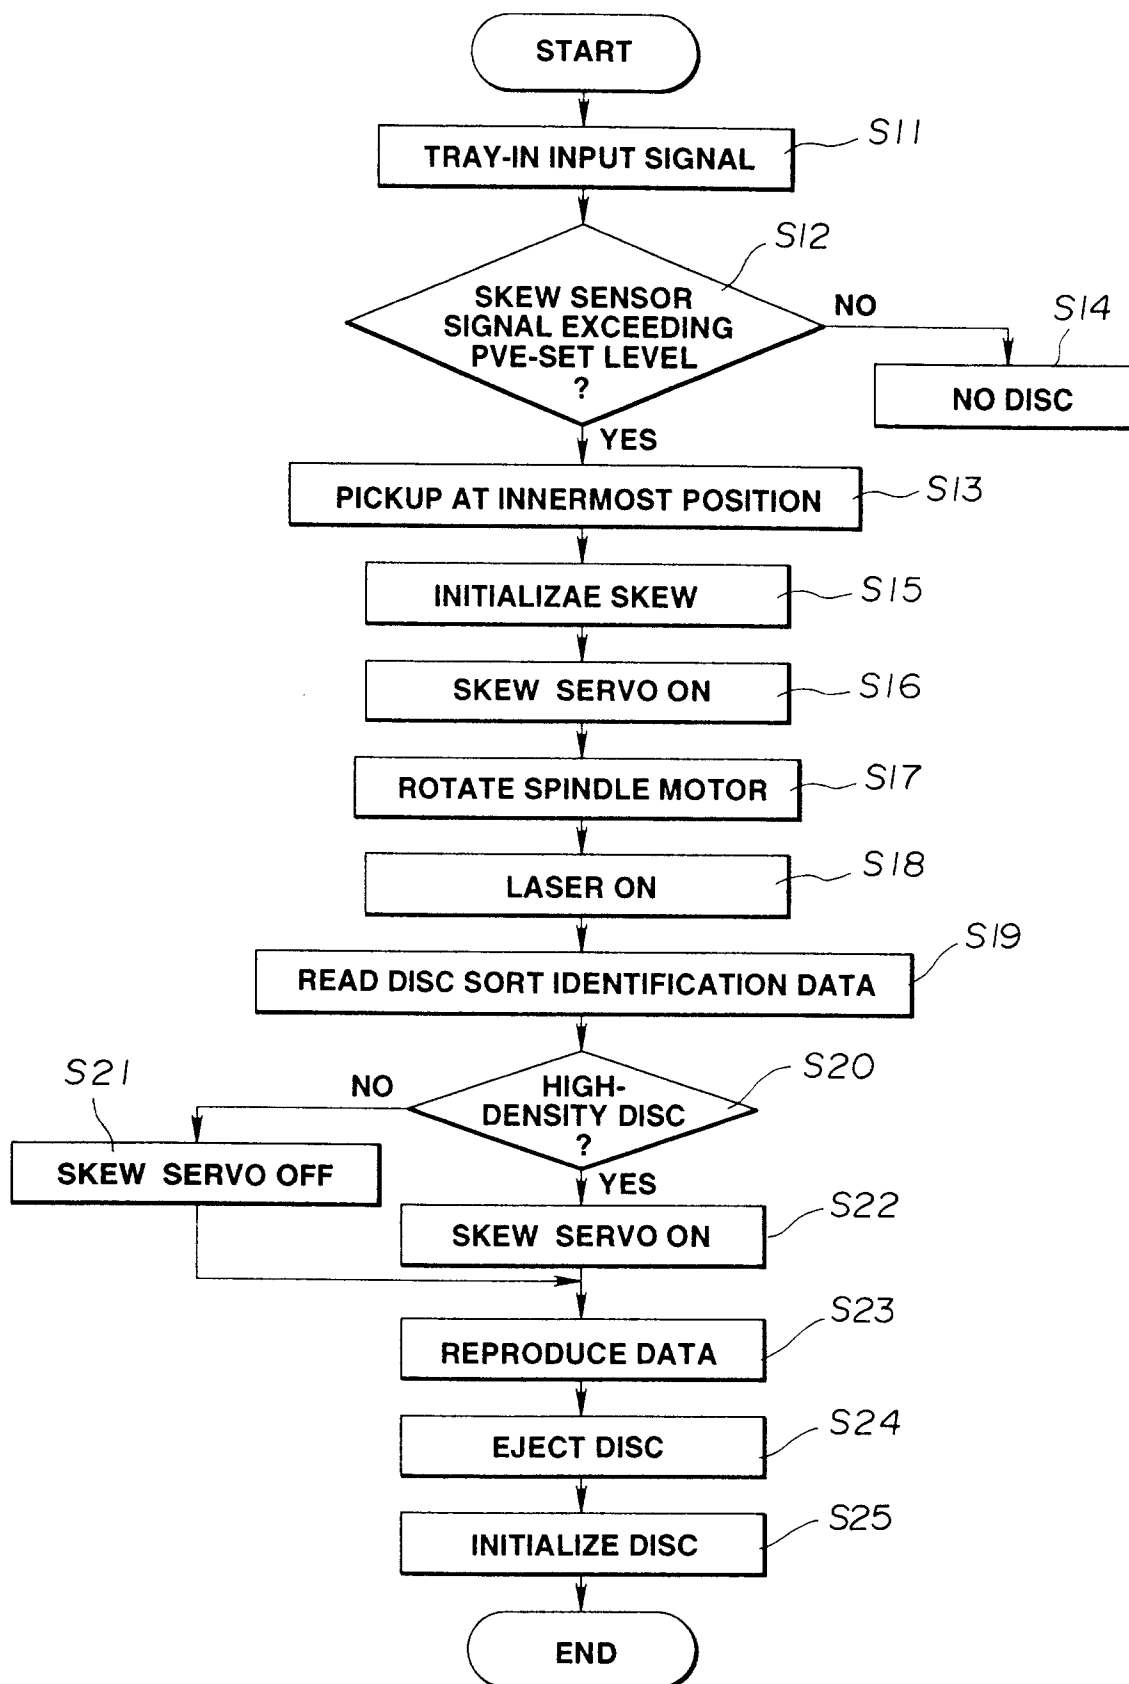 START
S11
TRAY-IN INPUT SIGNAL
S12
SKEW SENSOR
SIGNAL EXCEEDING
PVE-SET LEVEL
?
NO
S14
NO DISC
YES
S13
PICKUP AT INNERMOST POSITION
S15
INITIALIZAE SKEW
S16
SKEW SERVO ON
S17
ROTATE SPINDLE MOTOR
S18
LASER ON
S19
READ DISC SORT IDENTIFICATION DATA
S20
HIGH-
DENSITY DISC
?
NO
S21
SKEW SERVO OFF
YES
S22
SKEW SERVO ON
S23
REPRODUCE DATA
S24
EJECT DISC
S25
INITIALIZE DISC
END